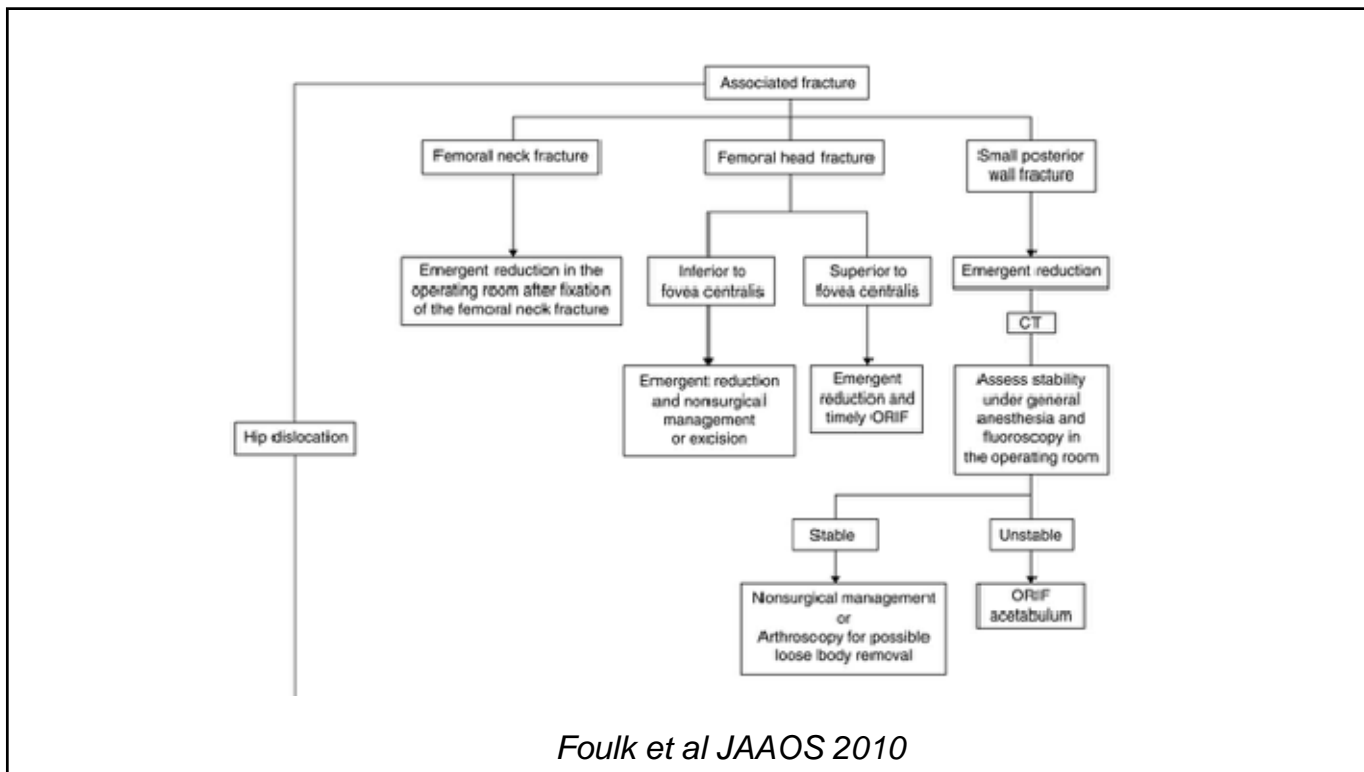 Associated fracture
Femoral neck fracture
Femoral head fracture
Small posterior
wall fracture
Emergent reduction in the
operating room after fixation
of the femoral neck fracture
Inferior to
fovea centralis
Superior to
fovea centralis
Emergent reduction
CT
Emergent reduction
and nonsurgical
management
or excision
Emergent
reduction and
timely ORIF
Assess stability
under general
anesthesia and
fluoroscopy in
the operating room
Hip dislocation
Stable
Unstable
Nonsurgical management
or
Arthroscopy for possible
loose body removal
ORIF
acetabulum
Foulk et al JAAOS 2010